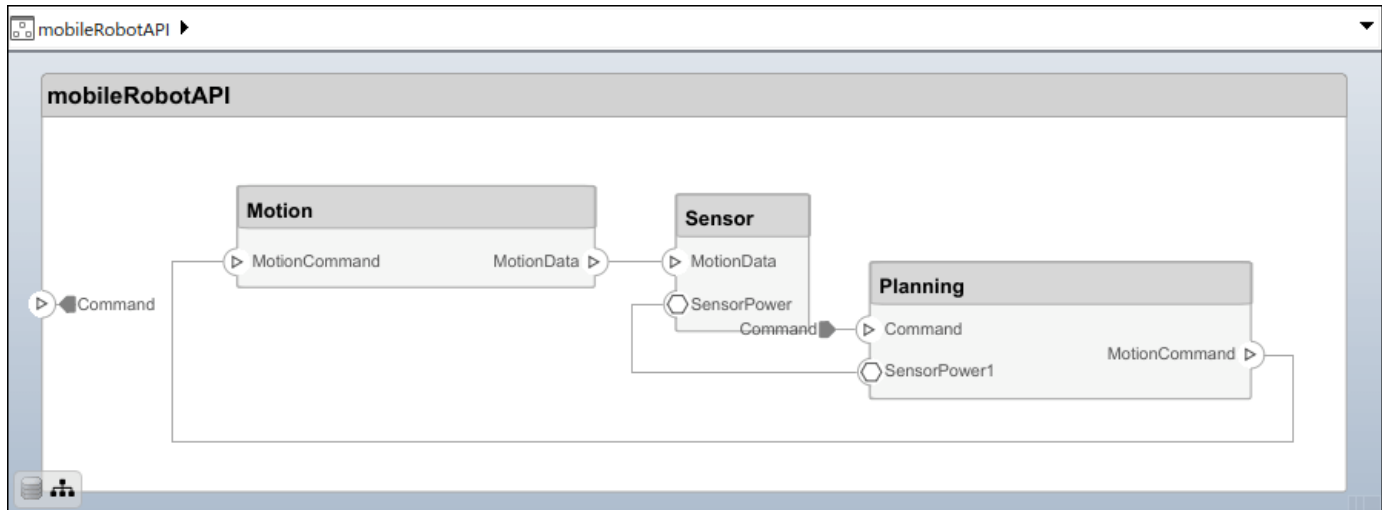 mobileRobotAPI
mobileRobotAPI
Motion
MotionCommand MotionData
Command
Sensor
MotionData
SensorPower
Command
Planning
Command
MotionCommand
SensorPower1